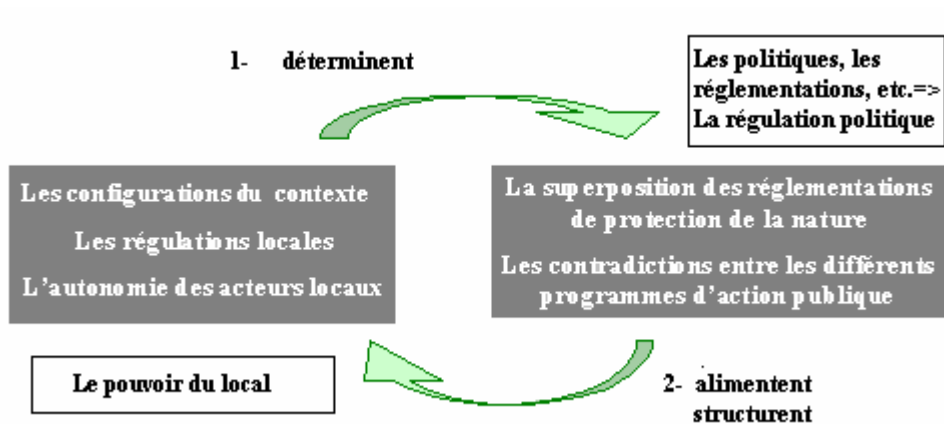 1- déterminent
Les politiques, les
réglementations, etc.=>
La régulation politique
Les configurations du contexte
Les régulations locales
L'autonomie des acteurs locaux
La superposition des réglementations
de protection de la nature
Les contradictions entre les différents
programmes d'action publique
Le pouvoir du local
2- alimentent
structurent